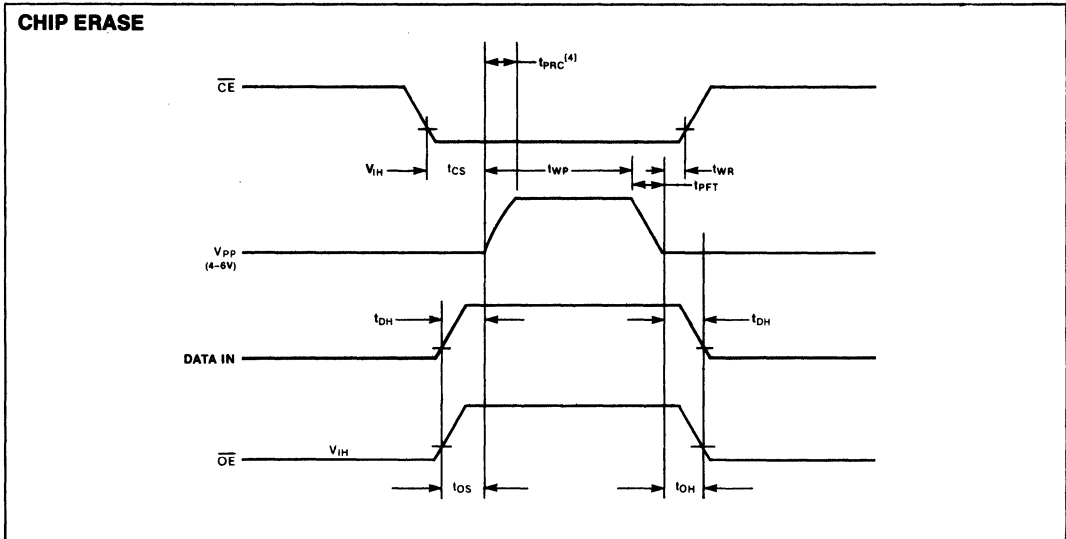 CHIP ERASE
tPRC[4]
CE
VIH
tCS
tWP
tWR
tPFT
VPP
(4-6V)
tDH
tDH
DATA IN
VIH
OE
tOS
tOH